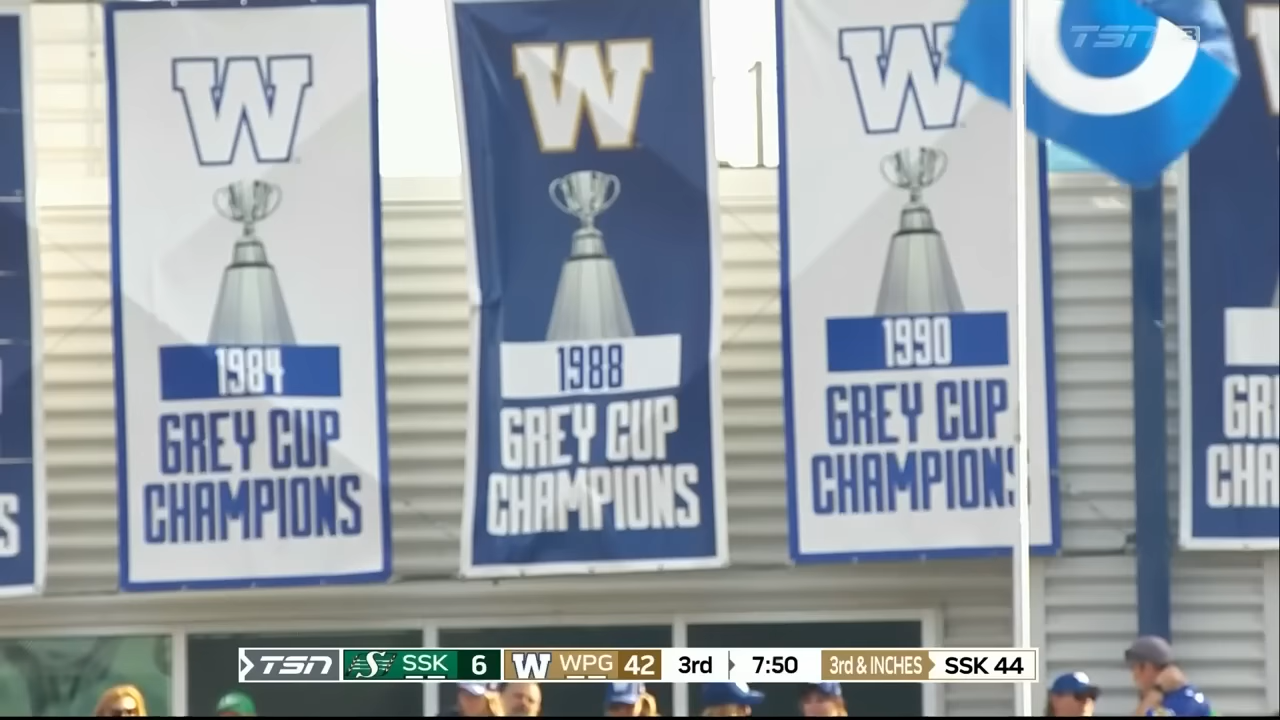 TSN
W
1984
GREY CUP
CHAMPIONS
W
1988
GREY CUP
CHAMPIONS
W
1990
GREY CUP
CHAMPIONS
TSN S SSK 6 W WPG 42 3rd 7:50 3rd & INCHES SSK 44